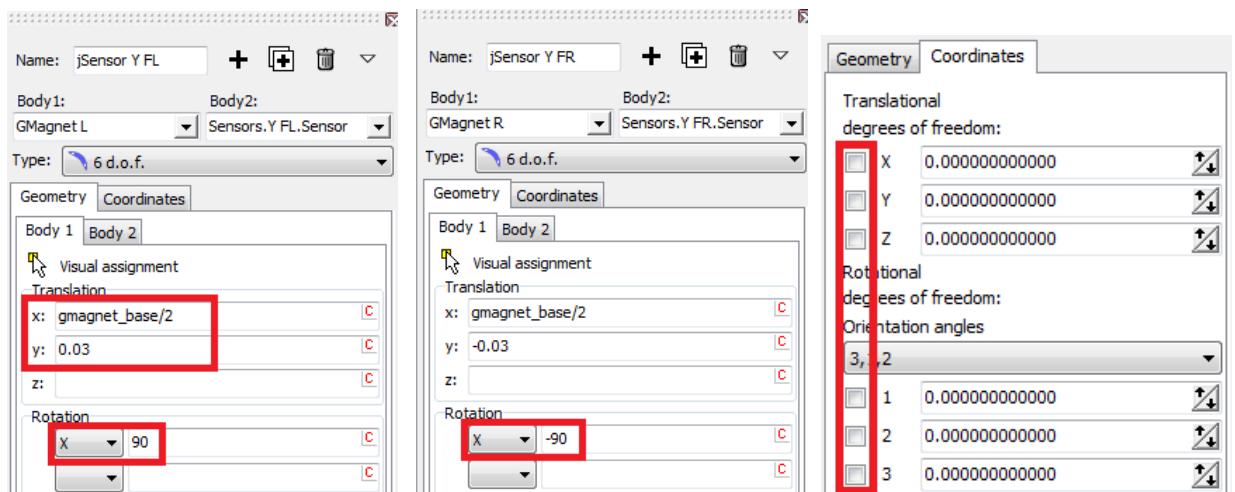 Name: jSensor Y FL
Body1: Body2:
GMagnet L Sensors.Y FL.Sensor
Type: 6 d.o.f.
Geometry Coordinates
Body 1 Body 2
Visual assignment
Translation
x: gmagnet_base/2 C
y: 0.03 C
z: C
Rotation
X 90 C
C
Name: jSensor Y FR
Body1: Body2:
GMagnet R Sensors.Y FR.Sensor
Type: 6 d.o.f.
Geometry Coordinates
Body 1 Body 2
Visual assignment
Translation
x: gmagnet_base/2 C
y: -0.03 C
z: C
Rotation
X -90 C
C
Geometry Coordinates
Translational
degrees of freedom:
X 0.000000000000
Y 0.000000000000
Z 0.000000000000
Rotational
degrees of freedom:
Orientation angles
3,1,2
1 0.000000000000
2 0.000000000000
3 0.000000000000